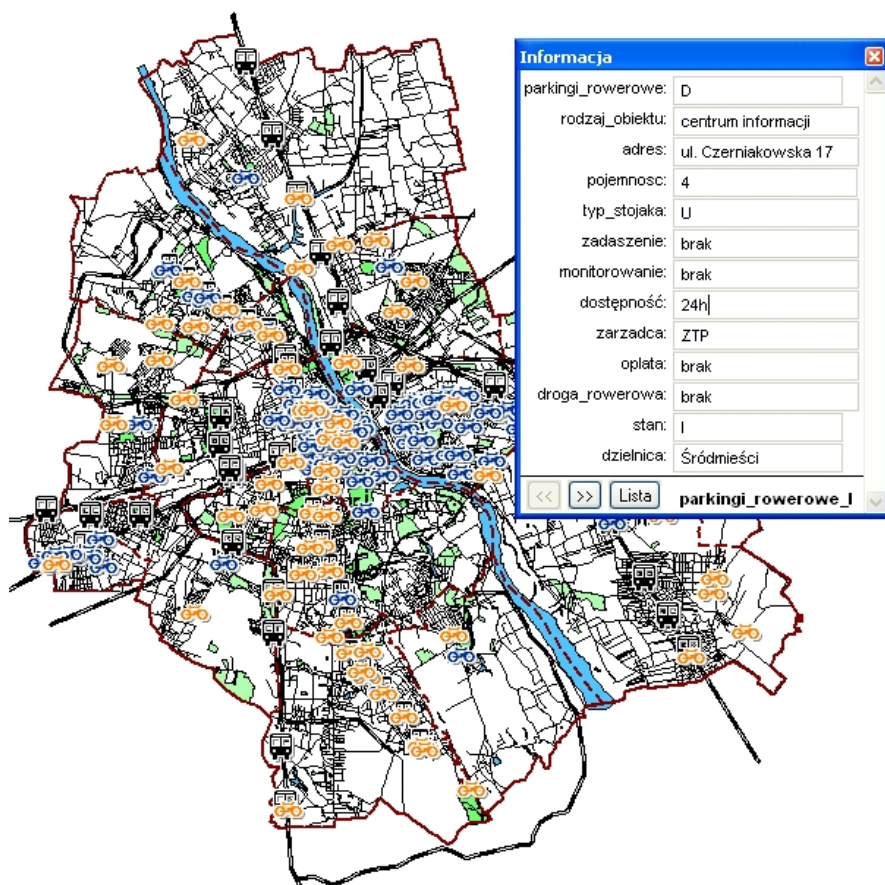 Informacja
parkingi_rowerowe: D
rodzaj_obiektu: centrum informacji
adres: ul. Czerniakowska 17
pojemnosc: 4
typ_stojaka: U
zadaszenie: brak
monitorowanie: brak
dostępność: 24h
zarzadca: ZTP
oplata: brak
droga_rowerowa: brak
stan: I
dzielnica: Śródmieści
<< >> Lista parkingi_rowerowe_I